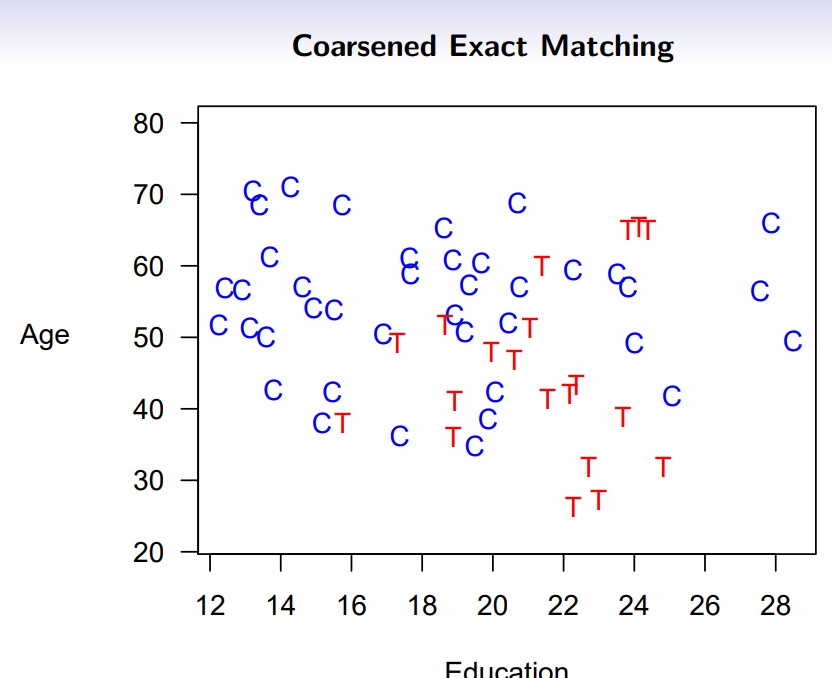 Coarsened Exact Matching
80
C C C C C
70
C T T T C
C C C C T
60
C C C C C C C
C C C C C C
C C C C T C T
50
C C T C T T C C
C C C T T T C
40
C T T C T
C T C
30
T T
T T
20
Age
12 14 16 18 20 22 24 26 28
Education